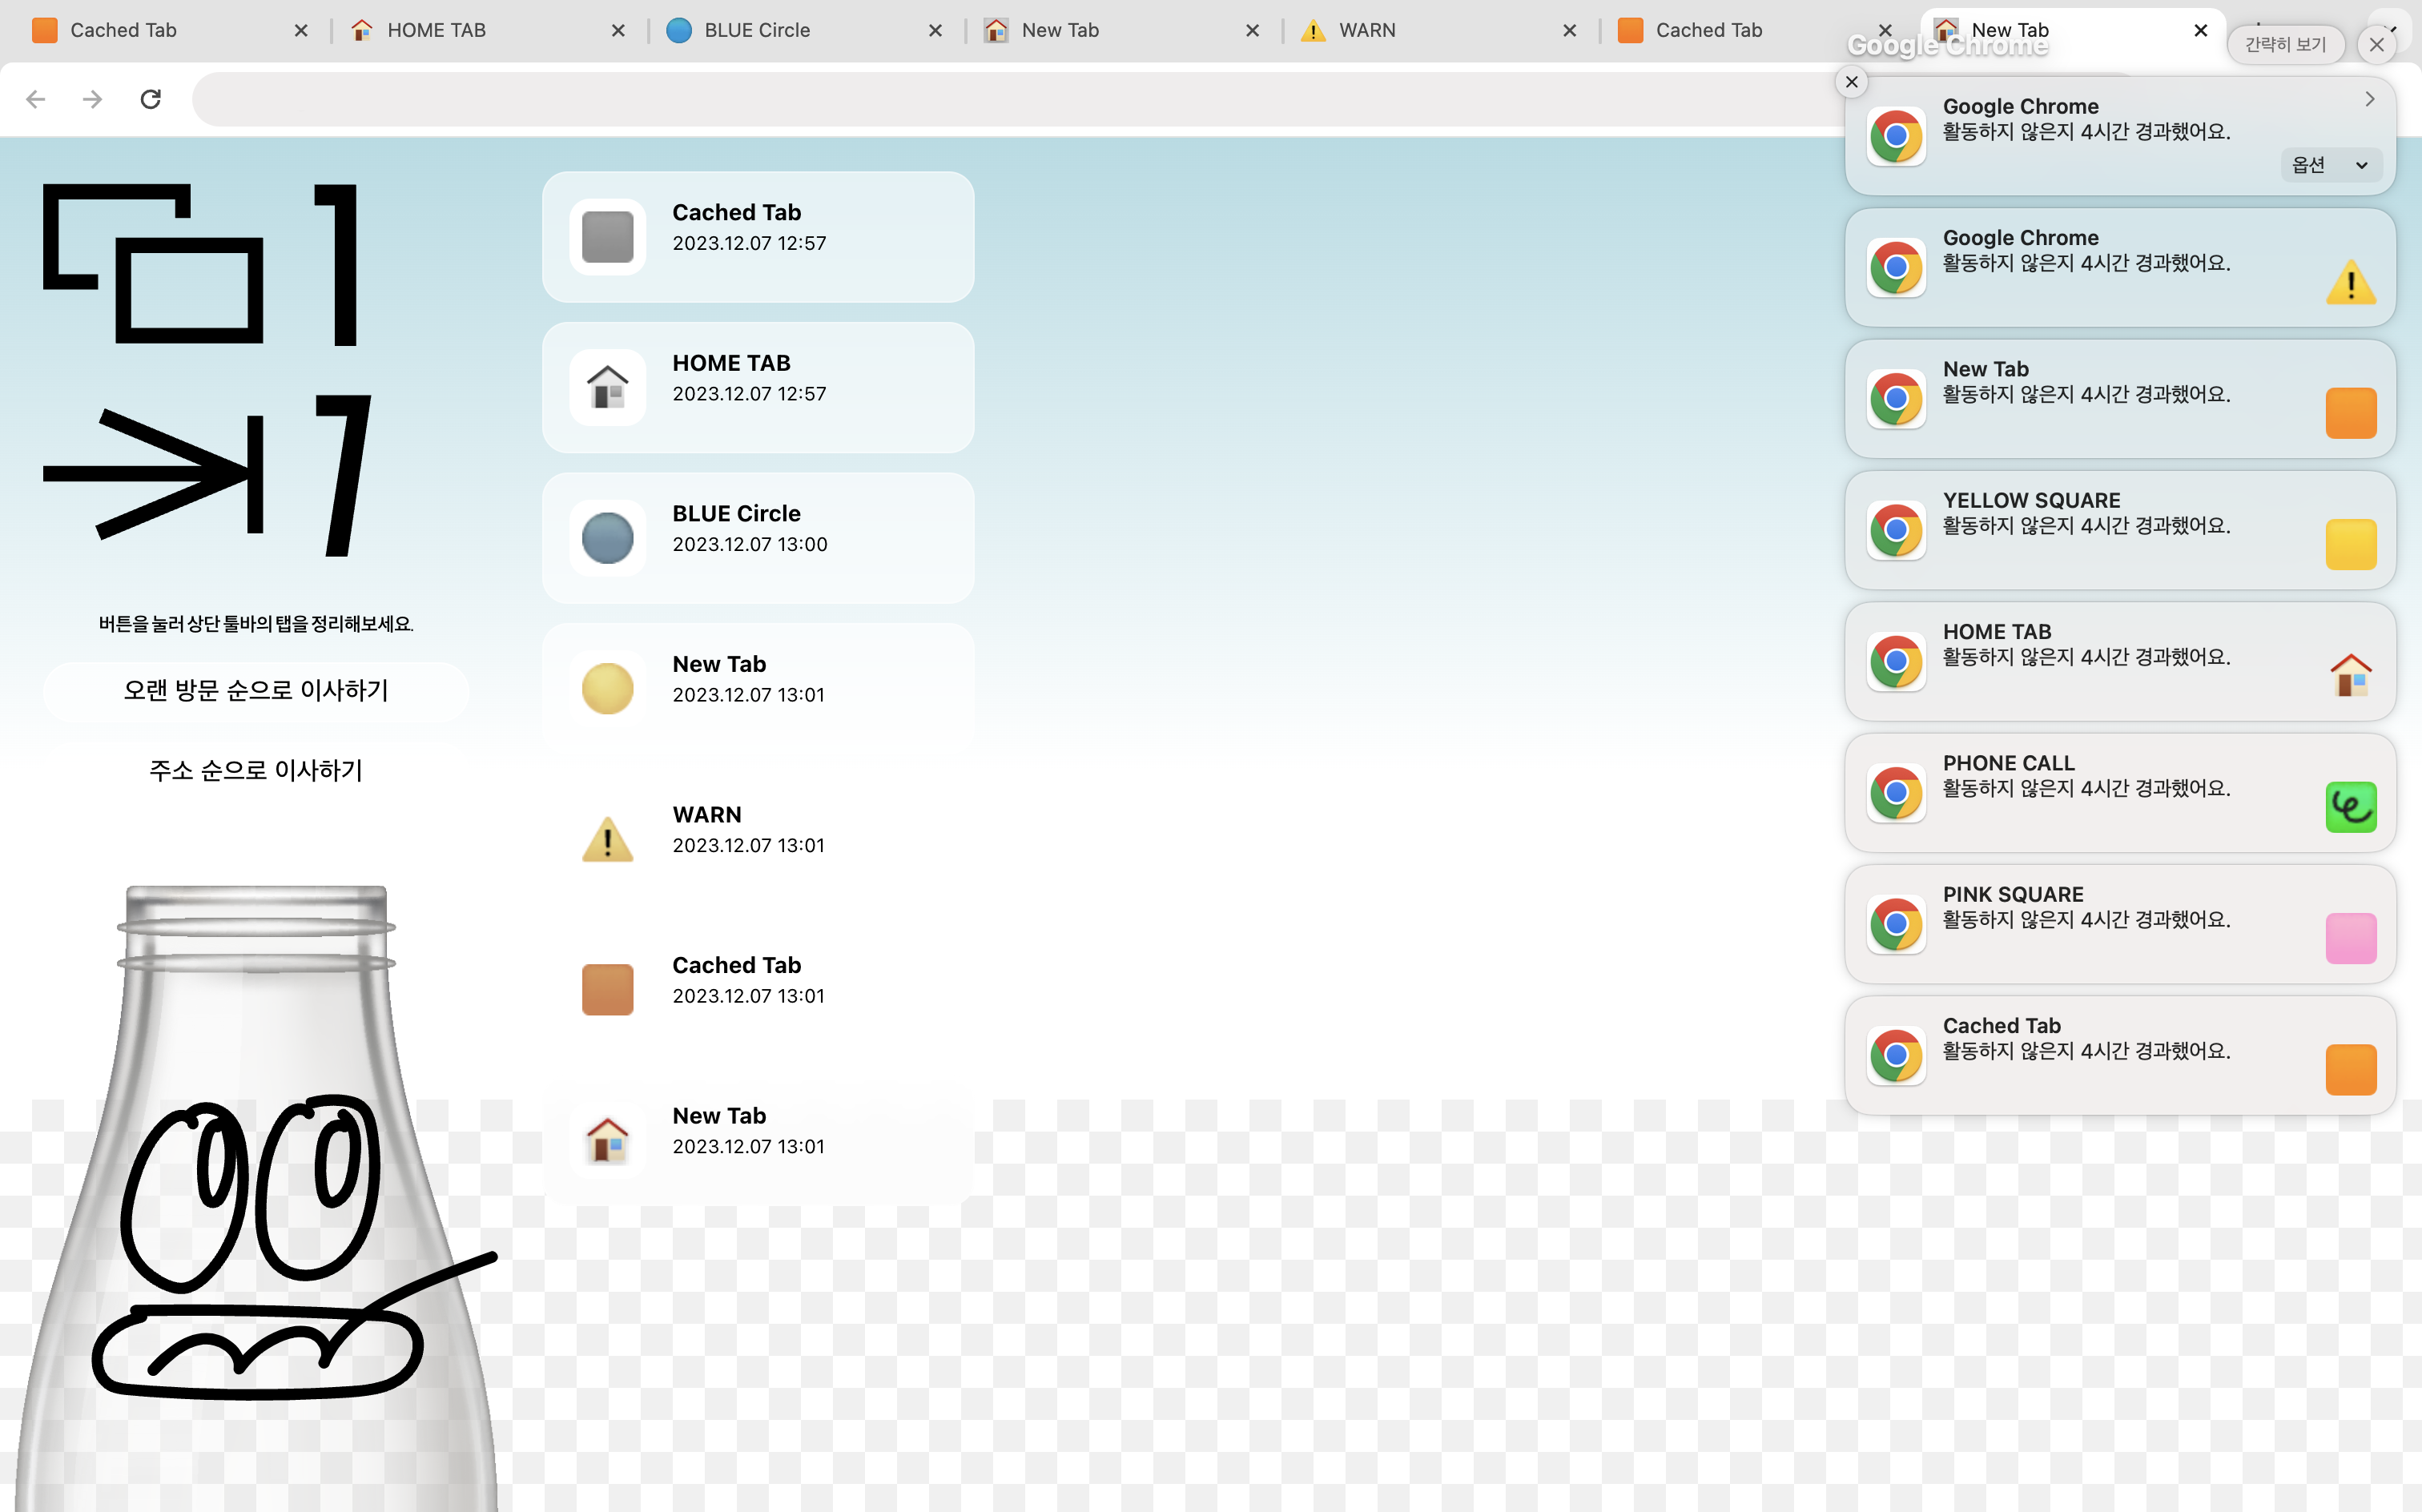 Cached Tab
HOME TAB
BLUE Circle
New Tab
WARN
Cached Tab
New Tab
Google Chrome
간략히 보기
Cached Tab
2023.12.07 12:57
HOME TAB
2023.12.07 12:57
BLUE Circle
2023.12.07 13:00
New Tab
2023.12.07 13:01
WARN
2023.12.07 13:01
Cached Tab
2023.12.07 13:01
New Tab
2023.12.07 13:01
버튼을 눌러 상단 툴바의 탭을 정리해보세요.
오랜 방문 순으로 이사하기
주소 순으로 이사하기
Google Chrome
활동하지 않은지 4시간 경과했어요.
옵션
Google Chrome
활동하지 않은지 4시간 경과했어요.
New Tab
활동하지 않은지 4시간 경과했어요.
YELLOW SQUARE
활동하지 않은지 4시간 경과했어요.
HOME TAB
활동하지 않은지 4시간 경과했어요.
PHONE CALL
활동하지 않은지 4시간 경과했어요.
PINK SQUARE
활동하지 않은지 4시간 경과했어요.
Cached Tab
활동하지 않은지 4시간 경과했어요.